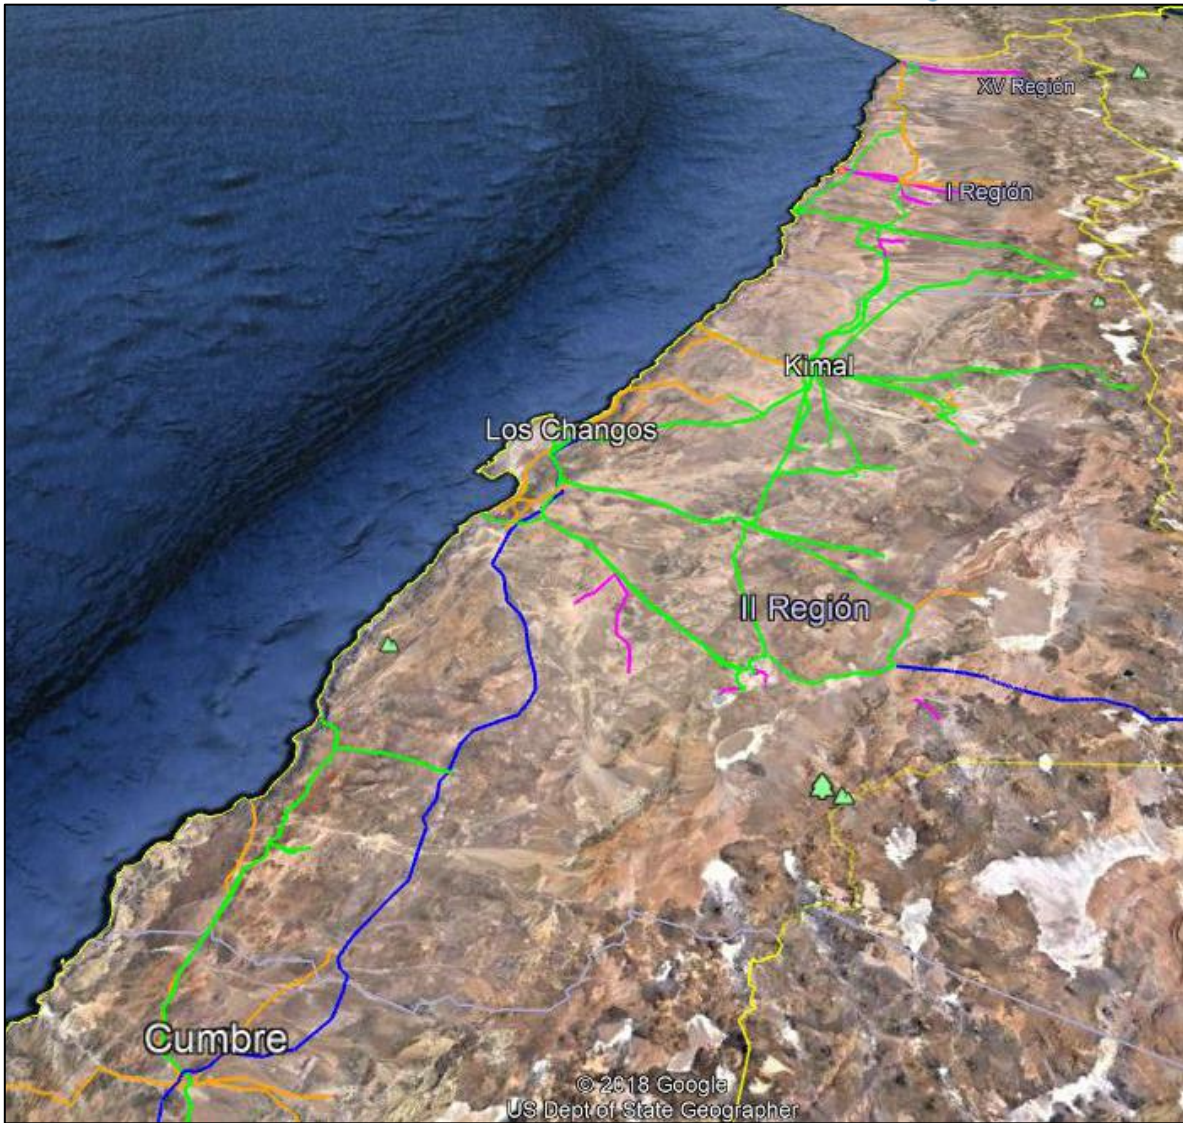 XV Región
I Región
Kimal
Los Changos
II Región
Cumbre
© 2018 Google
US Dept of State Geographer